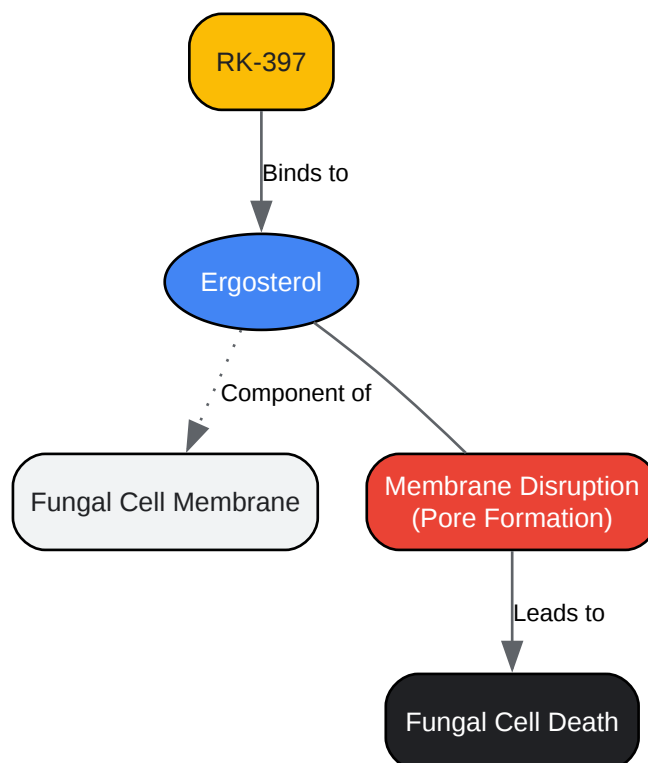 RK-397
Binds to
Ergosterol
Component of
Fungal Cell Membrane
Membrane Disruption
(Pore Formation)
Leads to
Fungal Cell Death